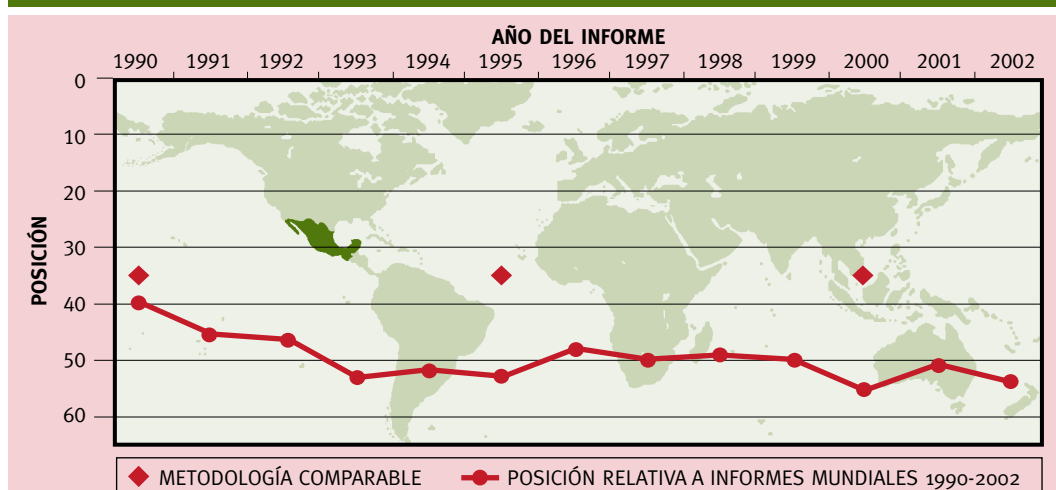 AÑO DEL INFORME
1990 1991 1992 1993 1994 1995 1996 1997 1998 1999 2000 2001 2002
POSICIÓN
0
10
20
30
40
50
60
METODOLOGÍA COMPARABLE POSICIÓN RELATIVA A INFORMES MUNDIALES 1990-2002